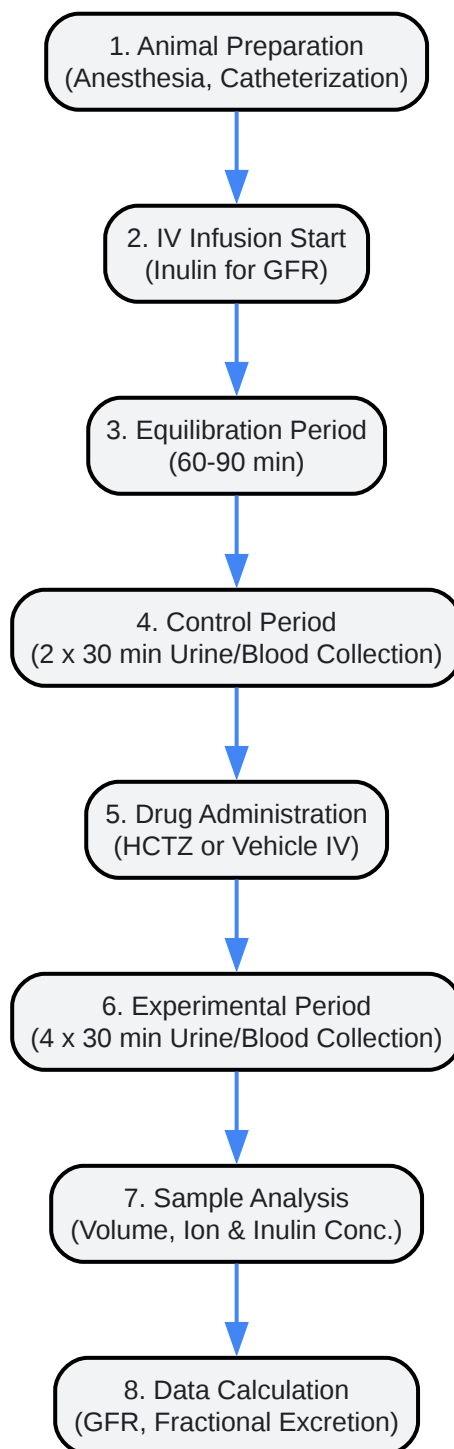 1. Animal Preparation
(Anesthesia, Catheterization)
2. IV Infusion Start
(Inulin for GFR)
3. Equilibration Period
(60-90 min)
4. Control Period
(2 x 30 min Urine/Blood Collection)
5. Drug Administration
(HCTZ or Vehicle IV)
6. Experimental Period
(4 x 30 min Urine/Blood Collection)
7. Sample Analysis
(Volume, Ion & Inulin Conc.)
8. Data Calculation
(GFR, Fractional Excretion)